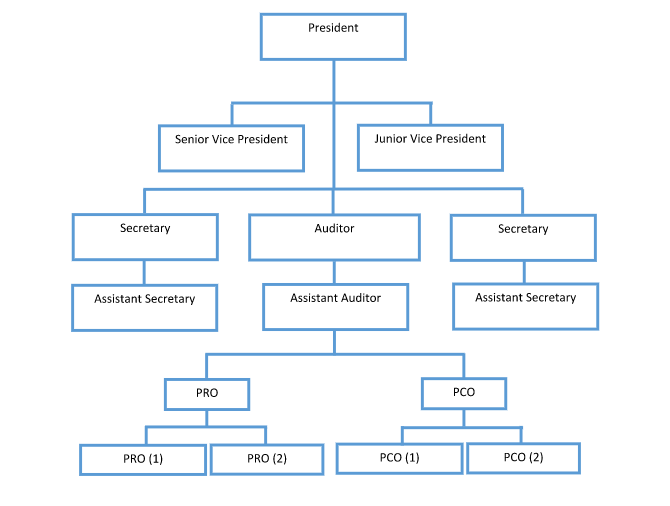 President
Senior Vice President
Junior Vice President
Secretary
Auditor
Secretary
Assistant Secretary
Assistant Auditor
Assistant Secretary
PRO
PCO
PRO (1)
PRO (2)
PCO (1)
PCO (2)